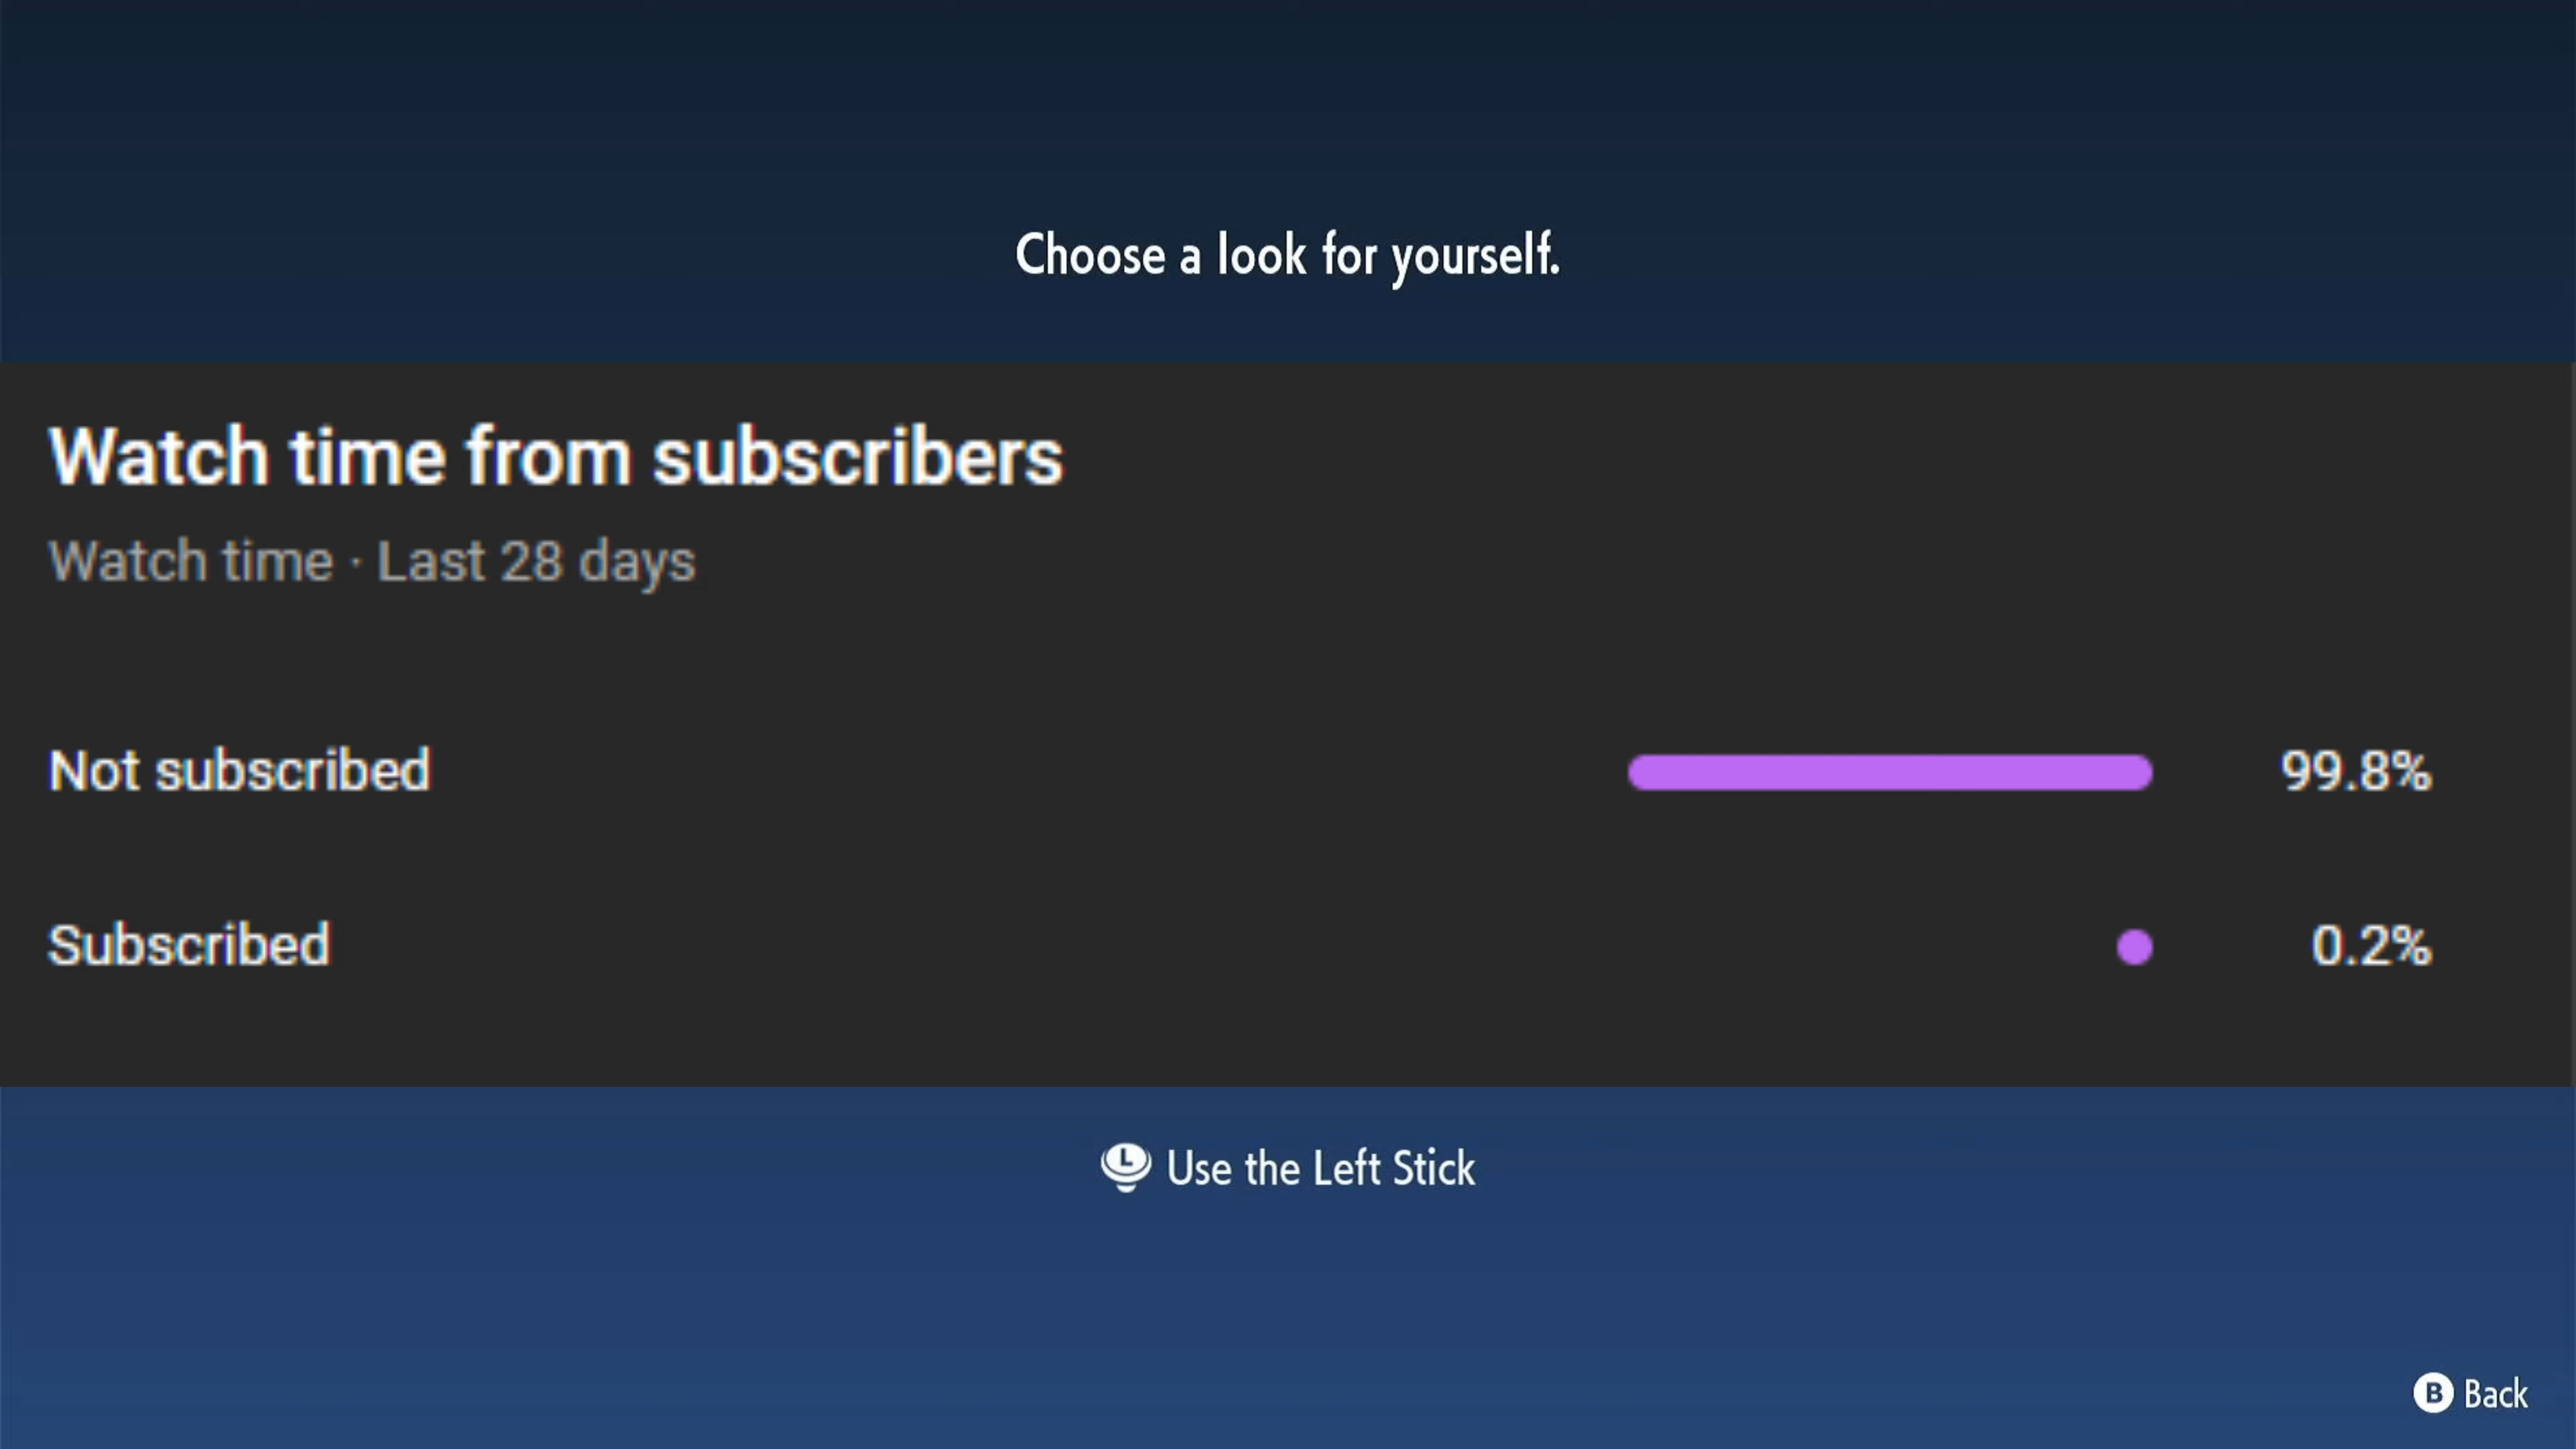 Choose a look for yourself.
Watch time from subscribers
Watch time · Last 28 days
Not subscribed 99.8%
Subscribed 0.2%
L Use the Left Stick
B Back